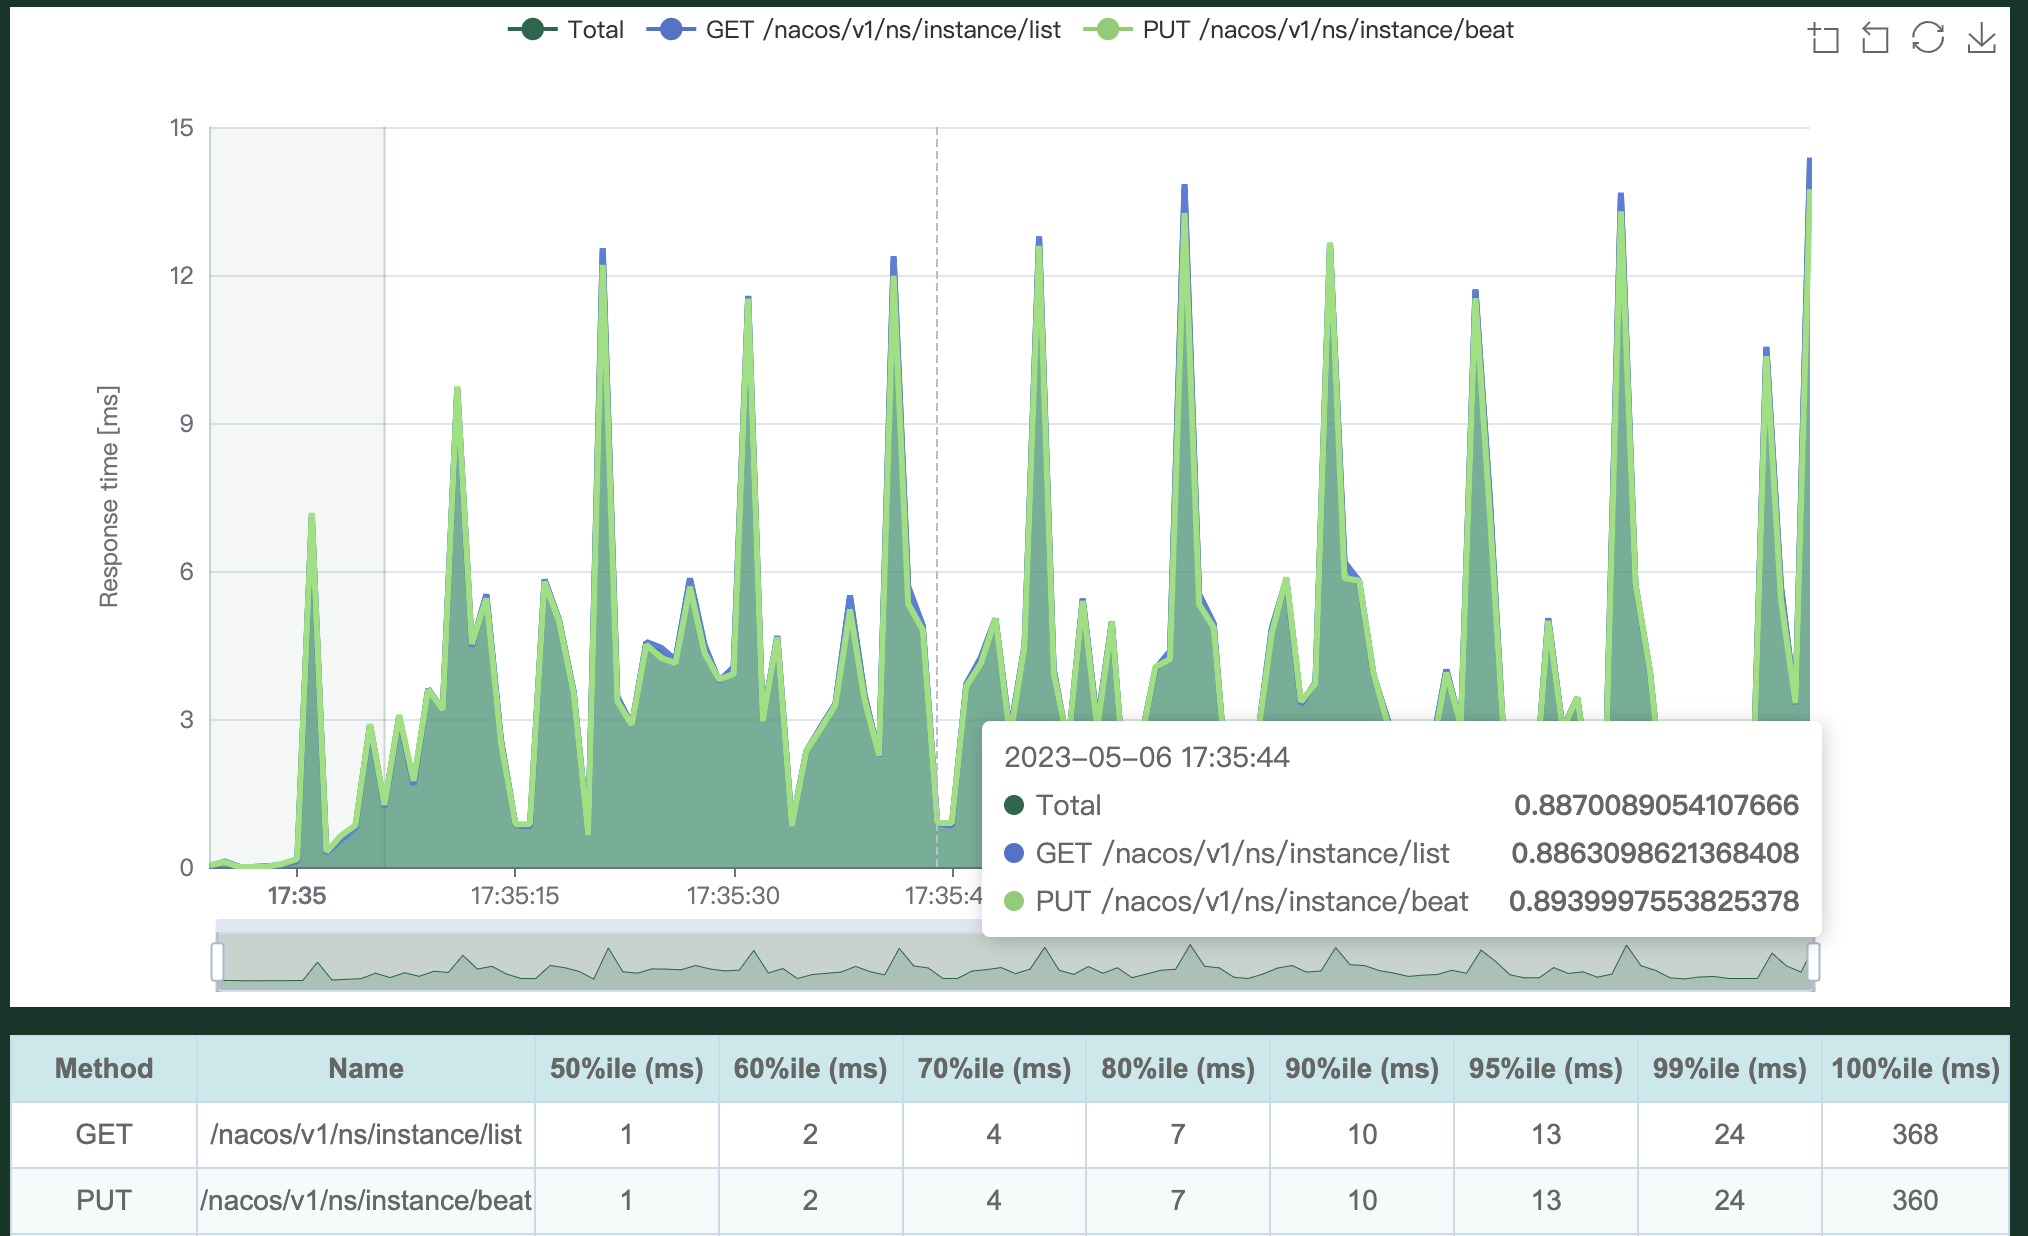 Total GET /nacos/v1/ns/instance/list PUT /nacos/v1/ns/instance/beat
15
12
9
6
3
0
Response time [ms]
17:35 17:35:15 17:35:30 17:35:4
2023-05-06 17:35:44
Total 0.8870089054107666
GET /nacos/v1/ns/instance/list 0.8863098621368408
PUT /nacos/v1/ns/instance/beat 0.8939997553825378
Method Name 50%ile (ms) 60%ile (ms) 70%ile (ms) 80%ile (ms) 90%ile (ms) 95%ile (ms) 99%ile (ms) 100%ile (ms)
GET /nacos/v1/ns/instance/list 1 2 4 7 10 13 24 368
PUT /nacos/v1/ns/instance/beat 1 2 4 7 10 13 24 360